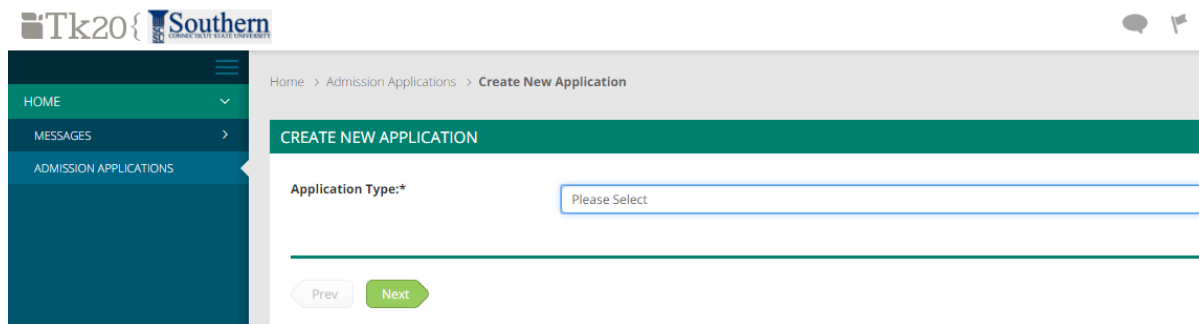 Tk20{ Southern
CONNECTICUT STATE UNIVERSITY
Home > Admission Applications > Create New Application
HOME
MESSAGES
ADMISSION APPLICATIONS
CREATE NEW APPLICATION
Application Type:*
Please Select
Prev
Next